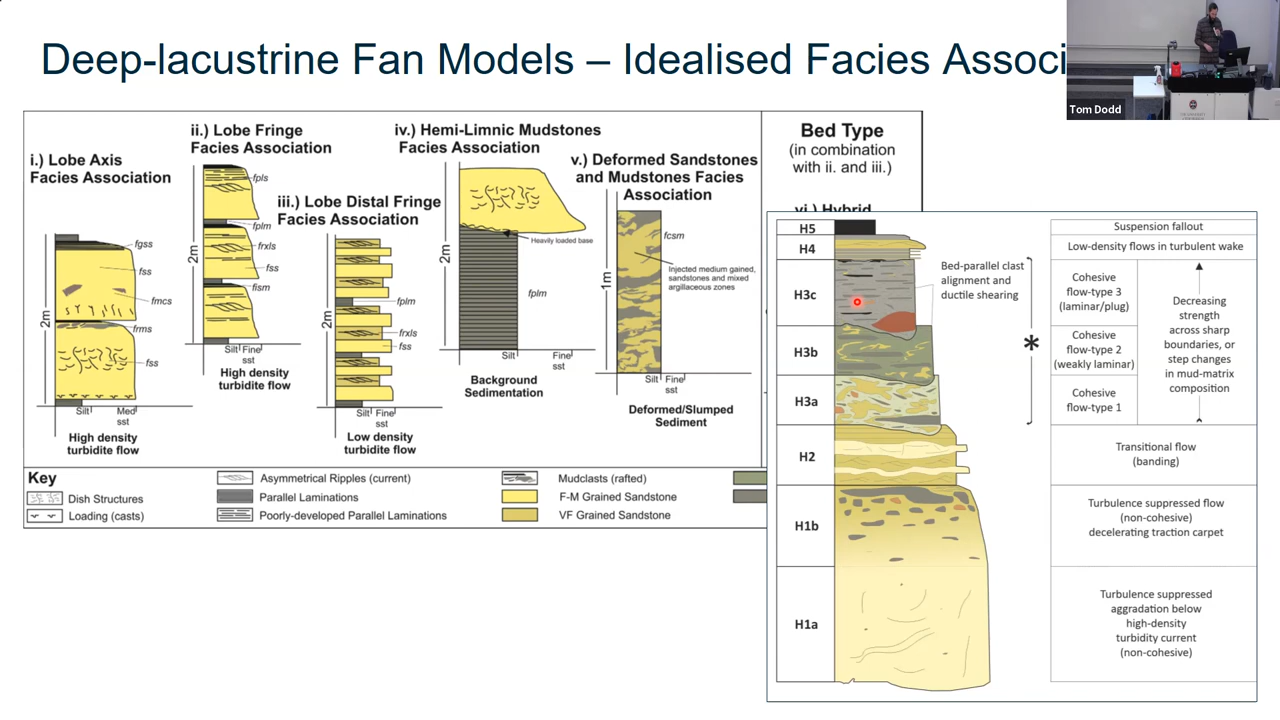 Deep-lacustrine Fan Models – Idealised Facies Associ
Tom Dodd
i.) Lobe Axis
Facies Association
fgss
fss
fmcs
frms
fss
2m
Silt
Med
sst
High density
turbidite flow
ii.) Lobe Fringe
Facies Association
fpls
fplm
frxls
fss
fism
2m
Silt
Fine
sst
High density
turbidite flow
iii.) Lobe Distal Fringe
Facies Association
fplm
frxls
fss
2m
Silt
Fine
sst
Low density
turbidite flow
iv.) Hemi-Limnic Mudstones
Facies Association
Heavily loaded base
fplm
2m
Silt
Fine
sst
Background
Sedimentation
v.) Deformed Sandstones
and Mudstones Facies
Association
fcsm
Injected medium gained,
sandstones and mixed
argillaceous zones
1m
Silt
Fine
sst
Deformed/Slumped
Sediment
Bed Type
(in combination
with ii. and iii.)
vi.) Hybrid
Key
Dish Structures
Loading (casts)
Asymmetrical Ripples (current)
Parallel Laminations
Poorly-developed Parallel Laminations
Mudclasts (rafted)
F-M Grained Sandstone
VF Grained Sandstone
H5
Suspension fallout
H4
Low-density flows in turbulent wake
H3c
Bed-parallel clast
alignment and
ductile shearing
Cohesive
flow-type 3
(laminar/plug)
H3b
*
Cohesive
flow-type 2
(weakly laminar)
H3a
Cohesive
flow-type 1
Decreasing
strength
across sharp
boundaries, or
step changes
in mud-matrix
composition
H2
Transitional flow
(banding)
H1b
Turbulence suppressed flow
(non-cohesive)
decelerating traction carpet
H1a
Turbulence suppressed
aggradation below
high-density
turbidity current
(non-cohesive)